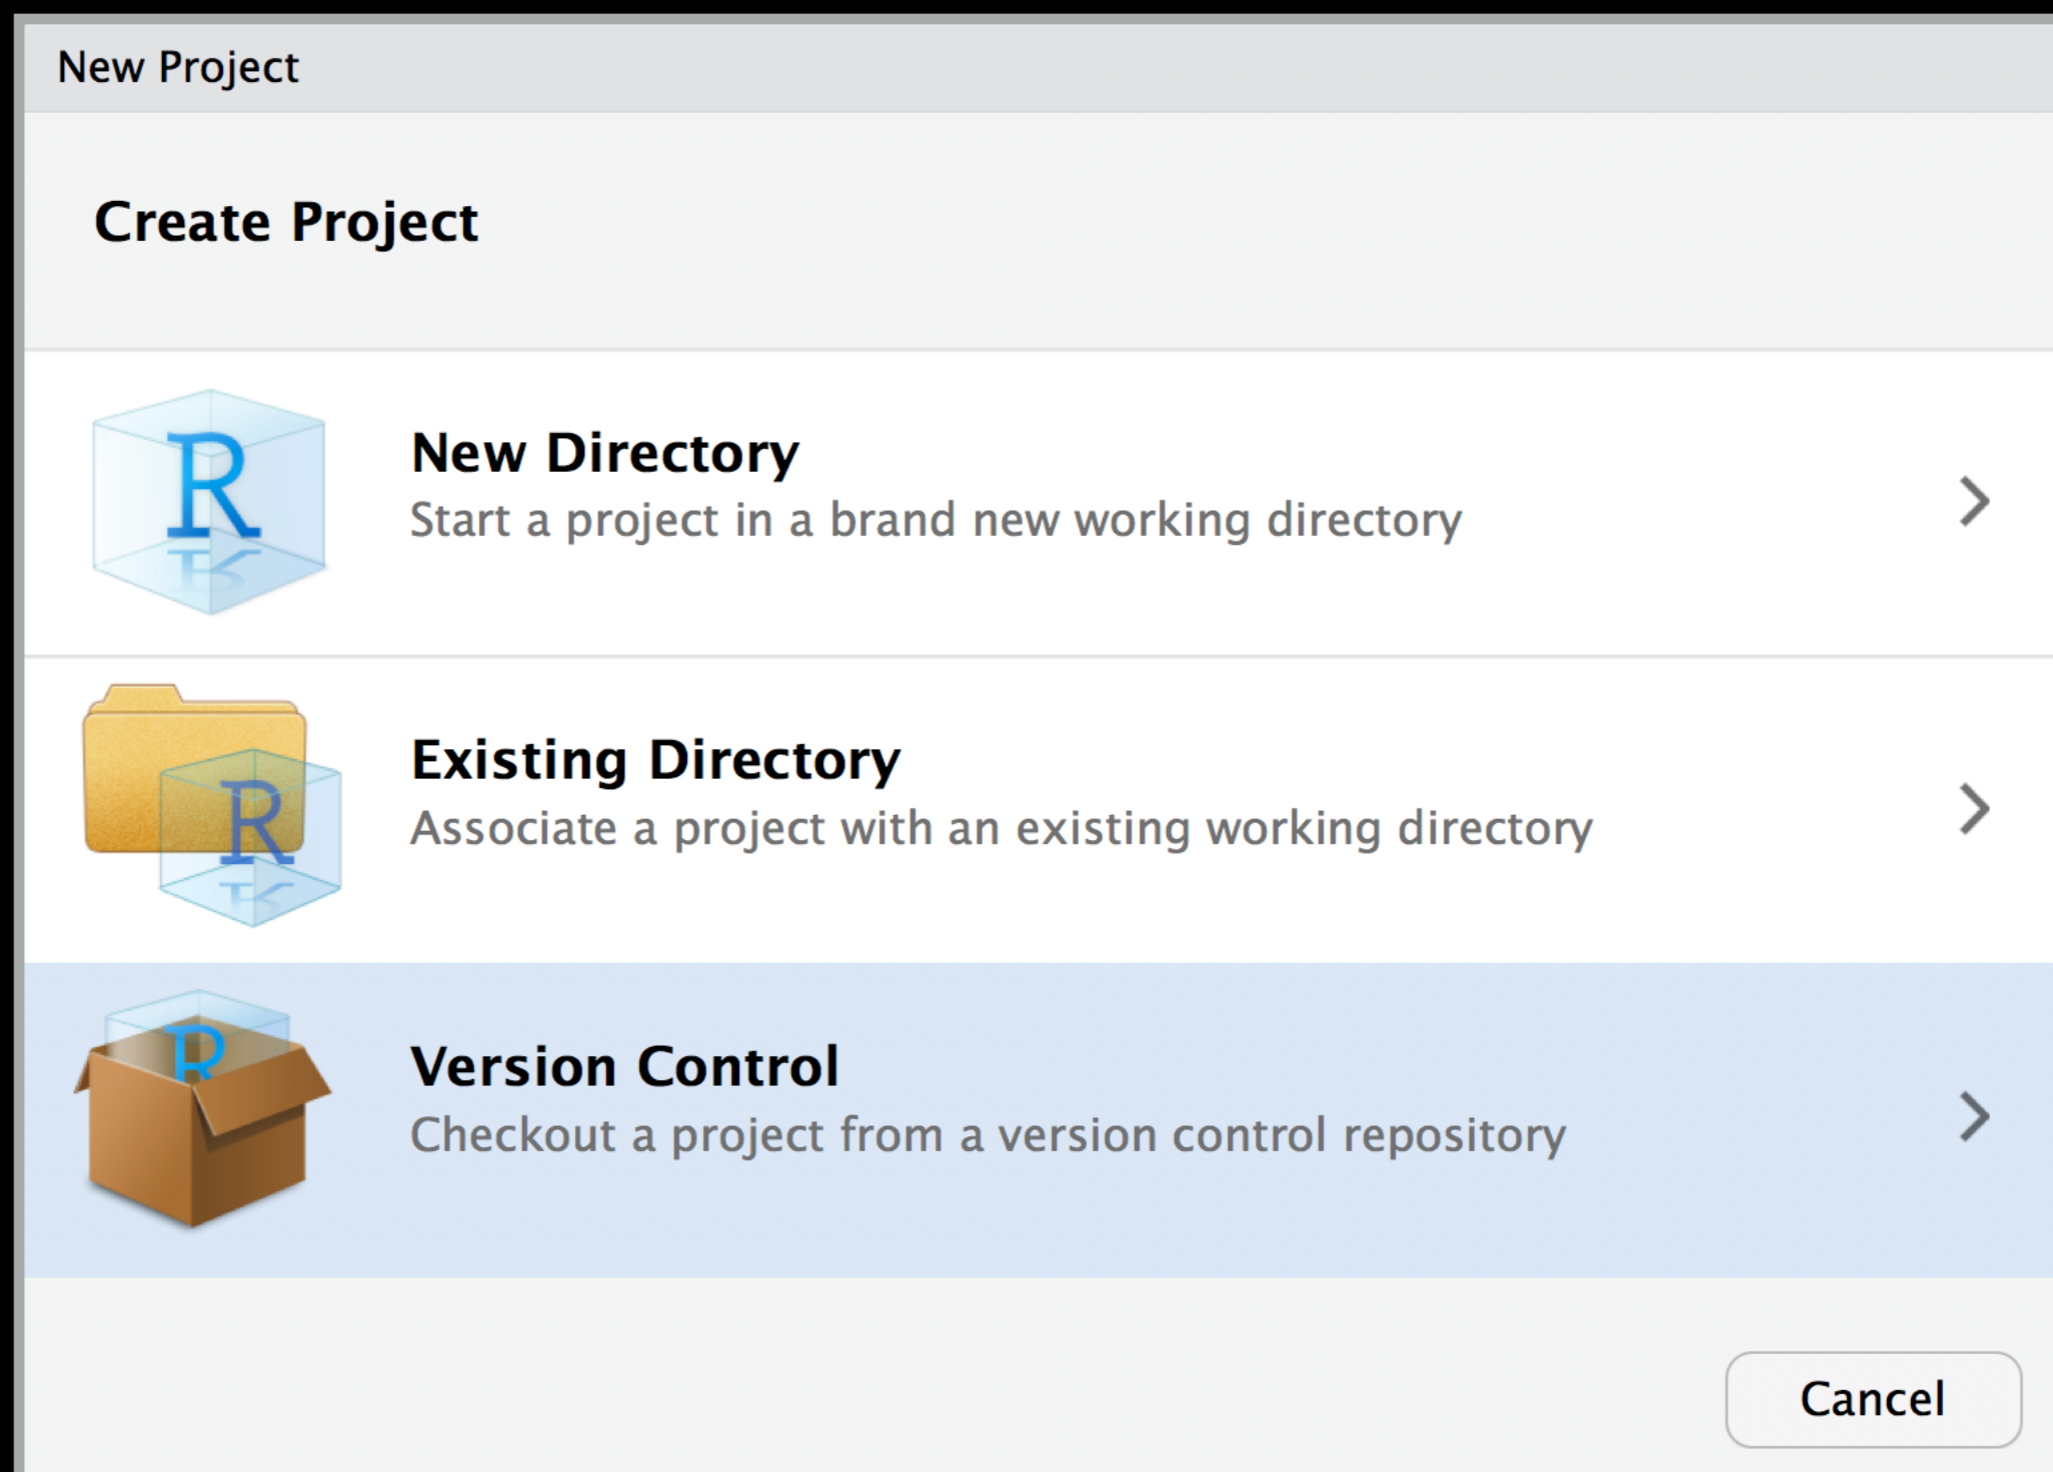 New Project
Create Project
R
New Directory
Start a project in a brand new working directory
R
Existing Directory
Associate a project with an existing working directory
R
Version Control
Checkout a project from a version control repository
Cancel